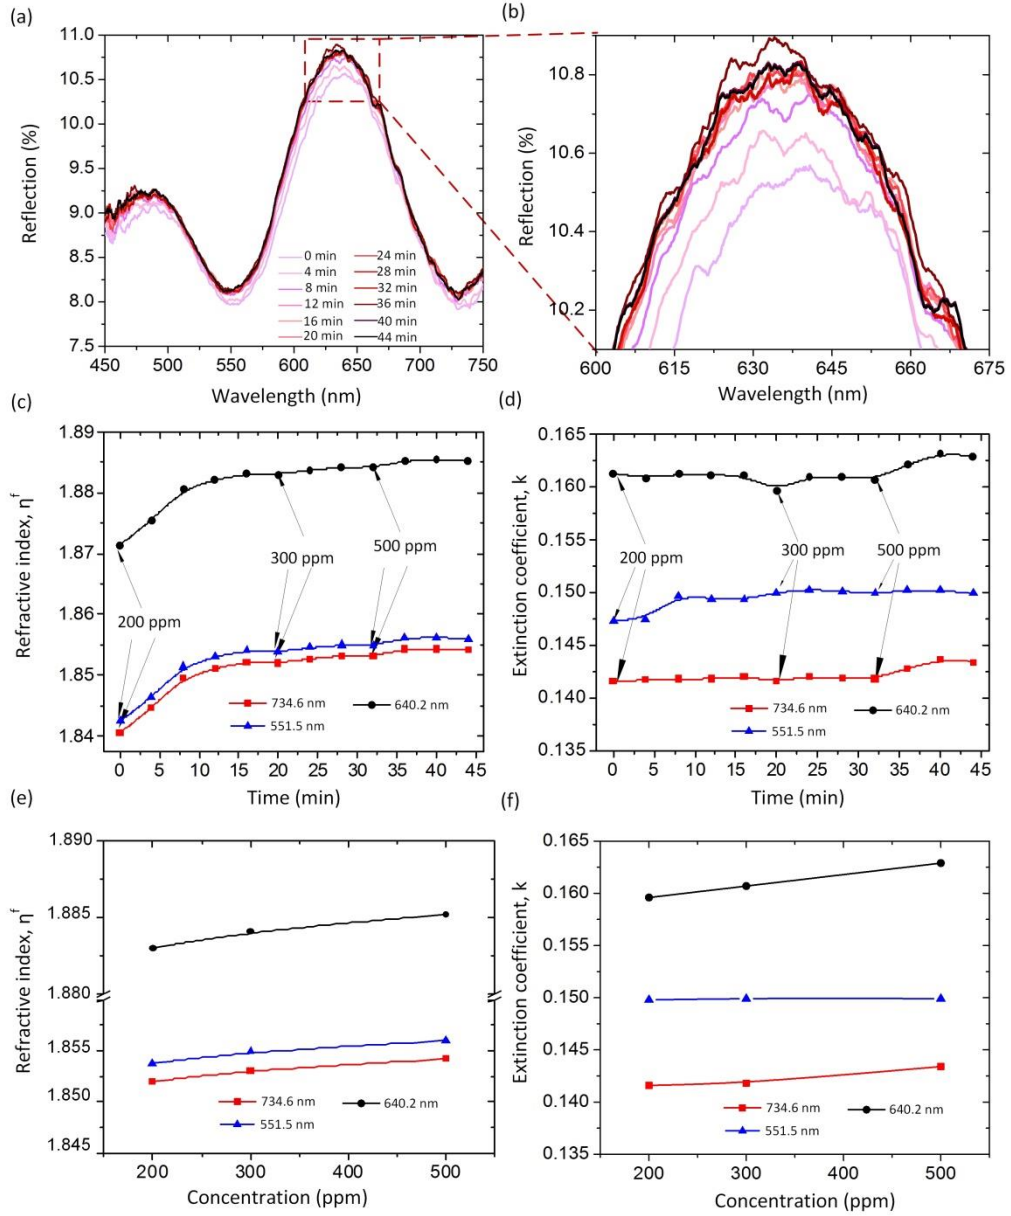 (a)
(b)
11.0
10.5
10.0
9.5
9.0
8.5
8.0
7.5
Reflection (%)
0 min
4 min
8 min
12 min
16 min
20 min
24 min
28 min
32 min
36 min
40 min
44 min
450 500 550 600 650 700 750
Wavelength (nm)
10.8
10.6
10.4
10.2
Reflection (%)
600 615 630 645 660 675
Wavelength (nm)
(c)
1.89
1.88
1.87
1.86
1.85
1.84
Refractive index, η^f
200 ppm
300 ppm
500 ppm
734.6 nm
640.2 nm
551.5 nm
0 5 10 15 20 25 30 35 40 45
Time (min)
(d)
0.165
0.160
0.155
0.150
0.145
0.140
0.135
Extinction coefficient, k
200 ppm
300 ppm
500 ppm
734.6 nm
640.2 nm
551.5 nm
0 5 10 15 20 25 30 35 40 45
Time (min)
(e)
1.890
1.885
1.880
1.855
1.850
1.845
Refractive index, η^f
734.6 nm
640.2 nm
551.5 nm
200 300 400 500
Concentration (ppm)
(f)
0.165
0.160
0.155
0.150
0.145
0.140
0.135
Extinction coefficient, k
734.6 nm
640.2 nm
551.5 nm
200 300 400 500
Concentration (ppm)